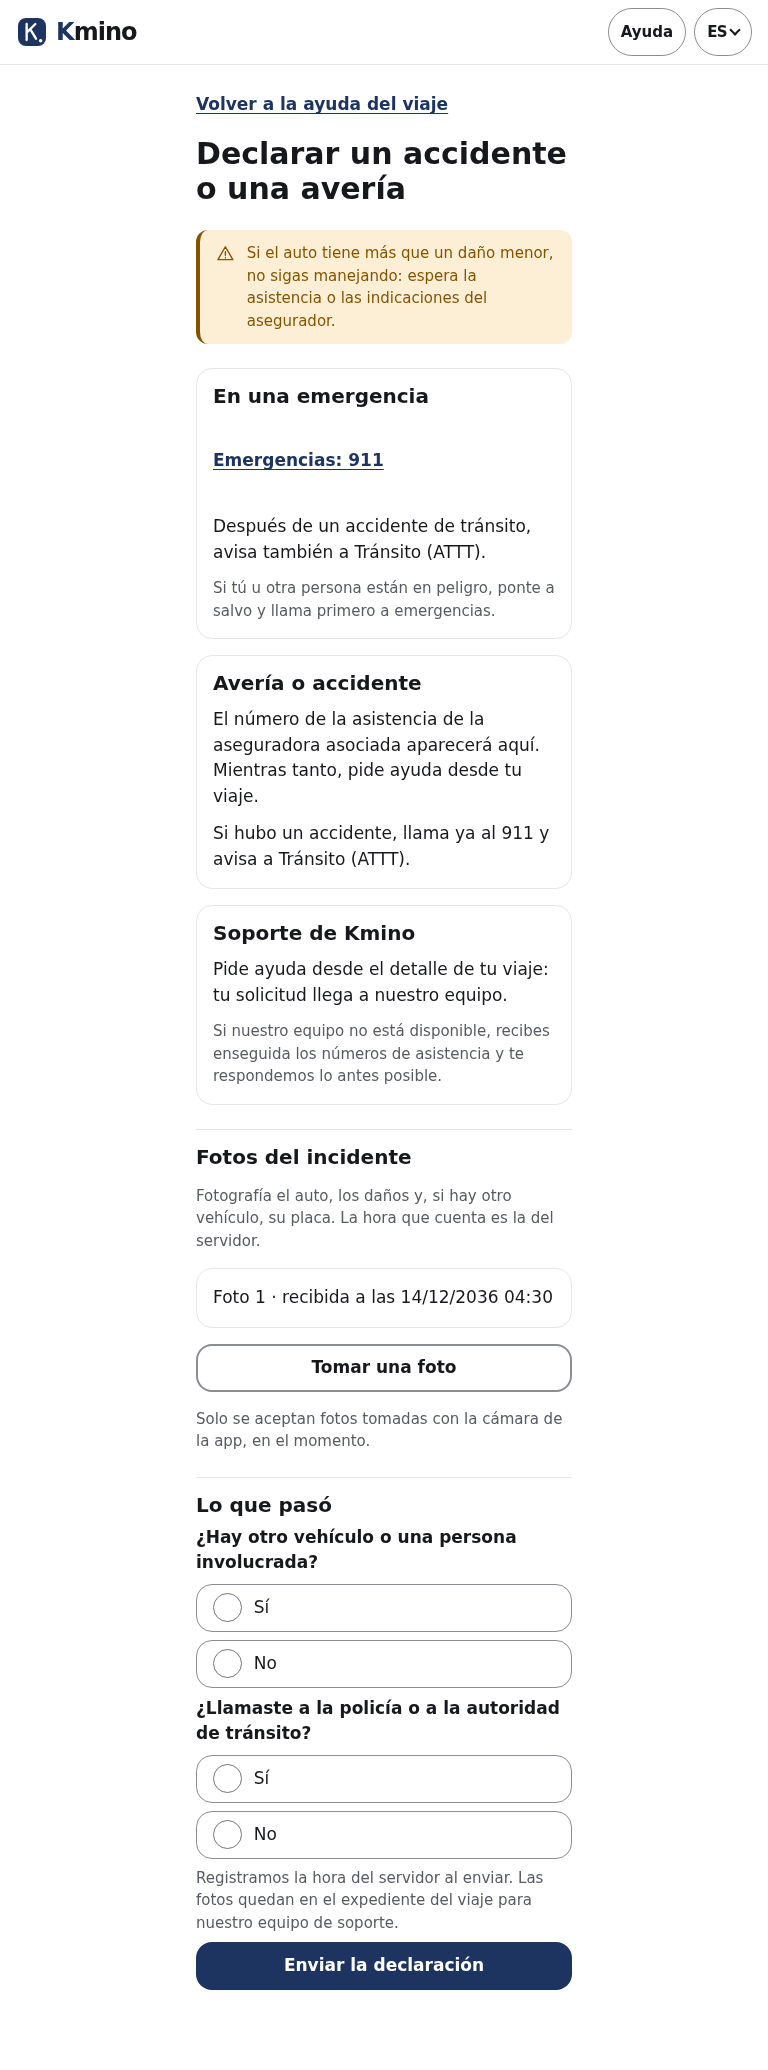 Kmino
Ayuda
ES
Volver a la ayuda del viaje
Declarar un accidente
o una avería
Si el auto tiene más que un daño menor,
no sigas manejando: espera la
asistencia o las indicaciones del
asegurador.
En una emergencia
Emergencias: 911
Después de un accidente de tránsito,
avisa también a Tránsito (ATTT).
Si tú u otra persona están en peligro, ponte a
salvo y llama primero a emergencias.
Avería o accidente
El número de la asistencia de la
aseguradora asociada aparecerá aquí.
Mientras tanto, pide ayuda desde tu
viaje.
Si hubo un accidente, llama ya al 911 y
avisa a Tránsito (ATTT).
Soporte de Kmino
Pide ayuda desde el detalle de tu viaje:
tu solicitud llega a nuestro equipo.
Si nuestro equipo no está disponible, recibes
enseguida los números de asistencia y te
respondemos lo antes posible.
Fotos del incidente
Fotografía el auto, los daños y, si hay otro
vehículo, su placa. La hora que cuenta es la del
servidor.
Foto 1 · recibida a las 14/12/2036 04:30
Tomar una foto
Solo se aceptan fotos tomadas con la cámara de
la app, en el momento.
Lo que pasó
¿Hay otro vehículo o una persona
involucrada?
Sí
No
¿Llamaste a la policía o a la autoridad
de tránsito?
Sí
No
Registramos la hora del servidor al enviar. Las
fotos quedan en el expediente del viaje para
nuestro equipo de soporte.
Enviar la declaración